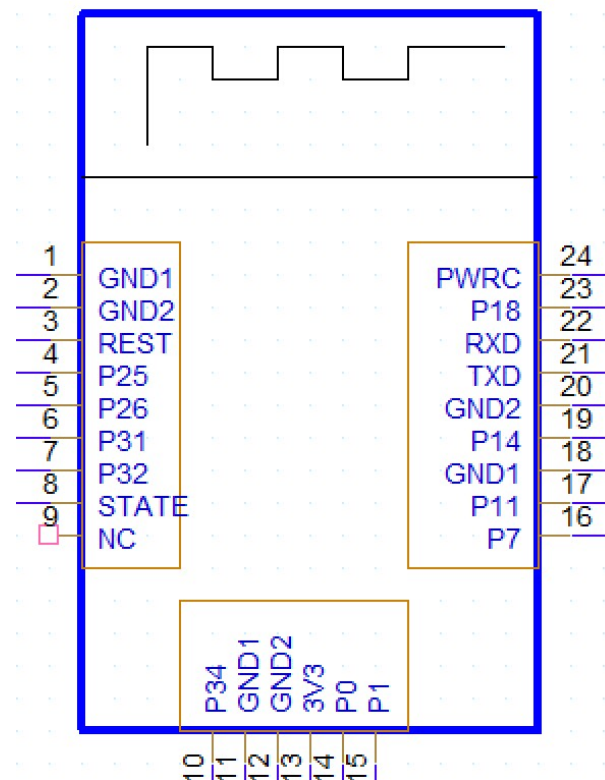 1 GND1
2 GND2
3 REST
4 P25
5 P26
6 P31
7 P32
8 STATE
9 NC
PWRC 24
P18 23
RXD 22
TXD 21
GND2 20
P14 19
GND1 18
P11 17
P7 16
P34 10
GND1 11
GND2 12
3V3 13
P0 14
P1 15